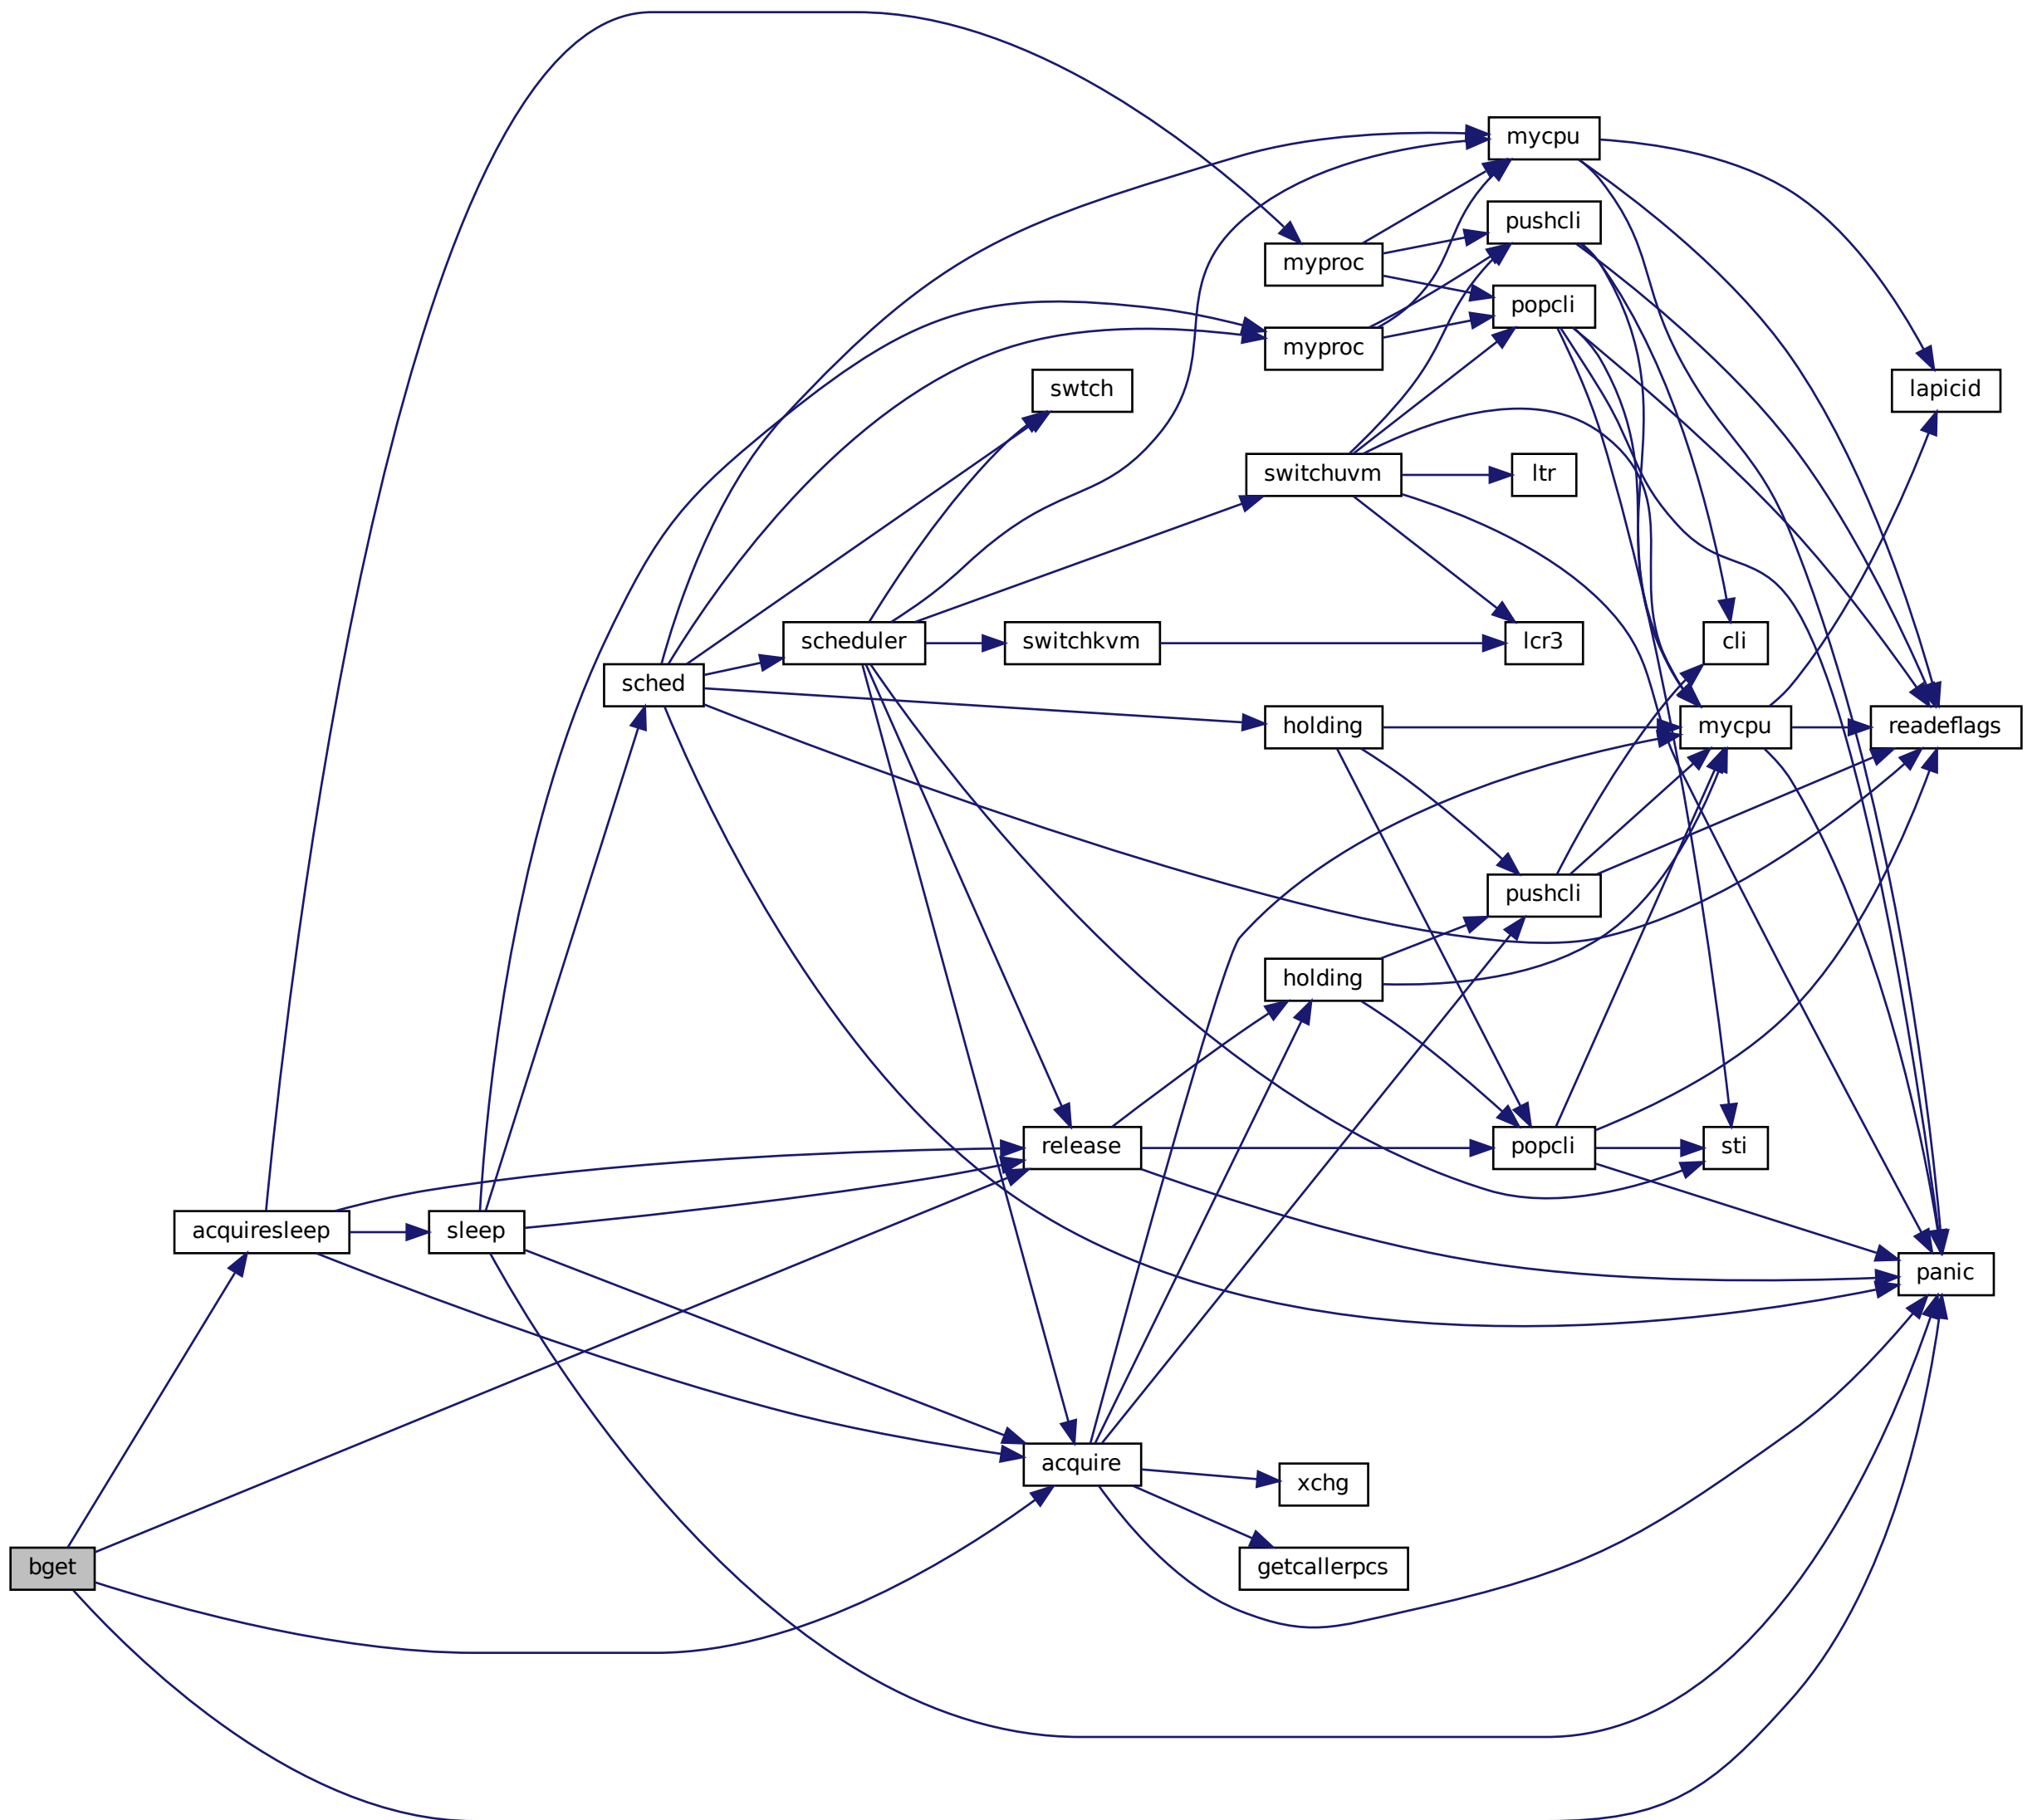 mycpu
pushcli
myproc
popcli
myproc
swtch
lapicid
switchuvm
ltr
scheduler
switchkvm
lcr3
cli
sched
holding
mycpu
readeflags
pushcli
holding
release
popcli
sti
acquiresleep
sleep
panic
acquire
xchg
bget
getcallerpcs